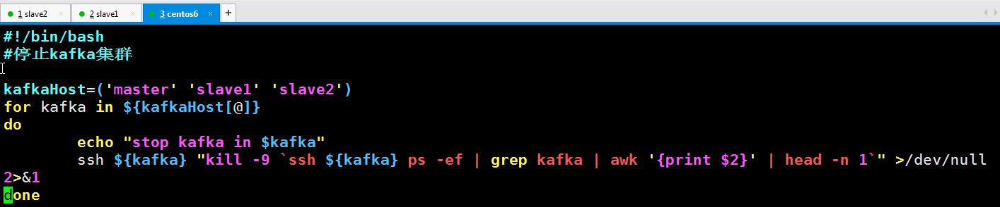 1 slave2 ×
2 slave1 ×
3 centos6 ×
+
#!/bin/bash
#停止kafka集群
kafkaHost=('master' 'slave1' 'slave2')
for kafka in ${kafkaHost[@]}
do
echo "stop kafka in $kafka"
ssh ${kafka} "kill -9 `ssh ${kafka} ps -ef | grep kafka | awk '{print $2}' | head -n 1`" >/dev/null
2>&1
done